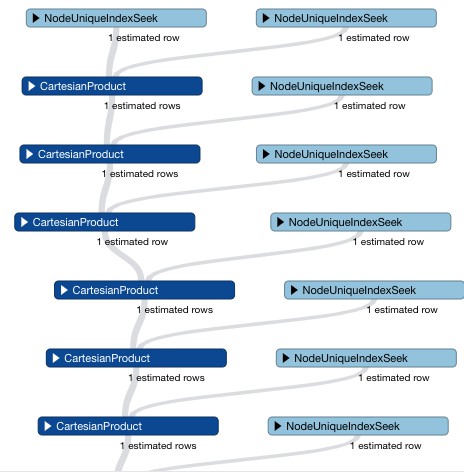 NodeUniqueIndexSeek NodeUniqueIndexSeek
1 estimated row 1 estimated row
CartesianProduct NodeUniqueIndexSeek
1 estimated rows 1 estimated row
CartesianProduct NodeUniqueIndexSeek
1 estimated rows 1 estimated row
CartesianProduct NodeUniqueIndexSeek
1 estimated row 1 estimated row
CartesianProduct NodeUniqueIndexSeek
1 estimated rows 1 estimated row
CartesianProduct NodeUniqueIndexSeek
1 estimated rows 1 estimated row
CartesianProduct NodeUniqueIndexSeek
1 estimated rows 1 estimated row